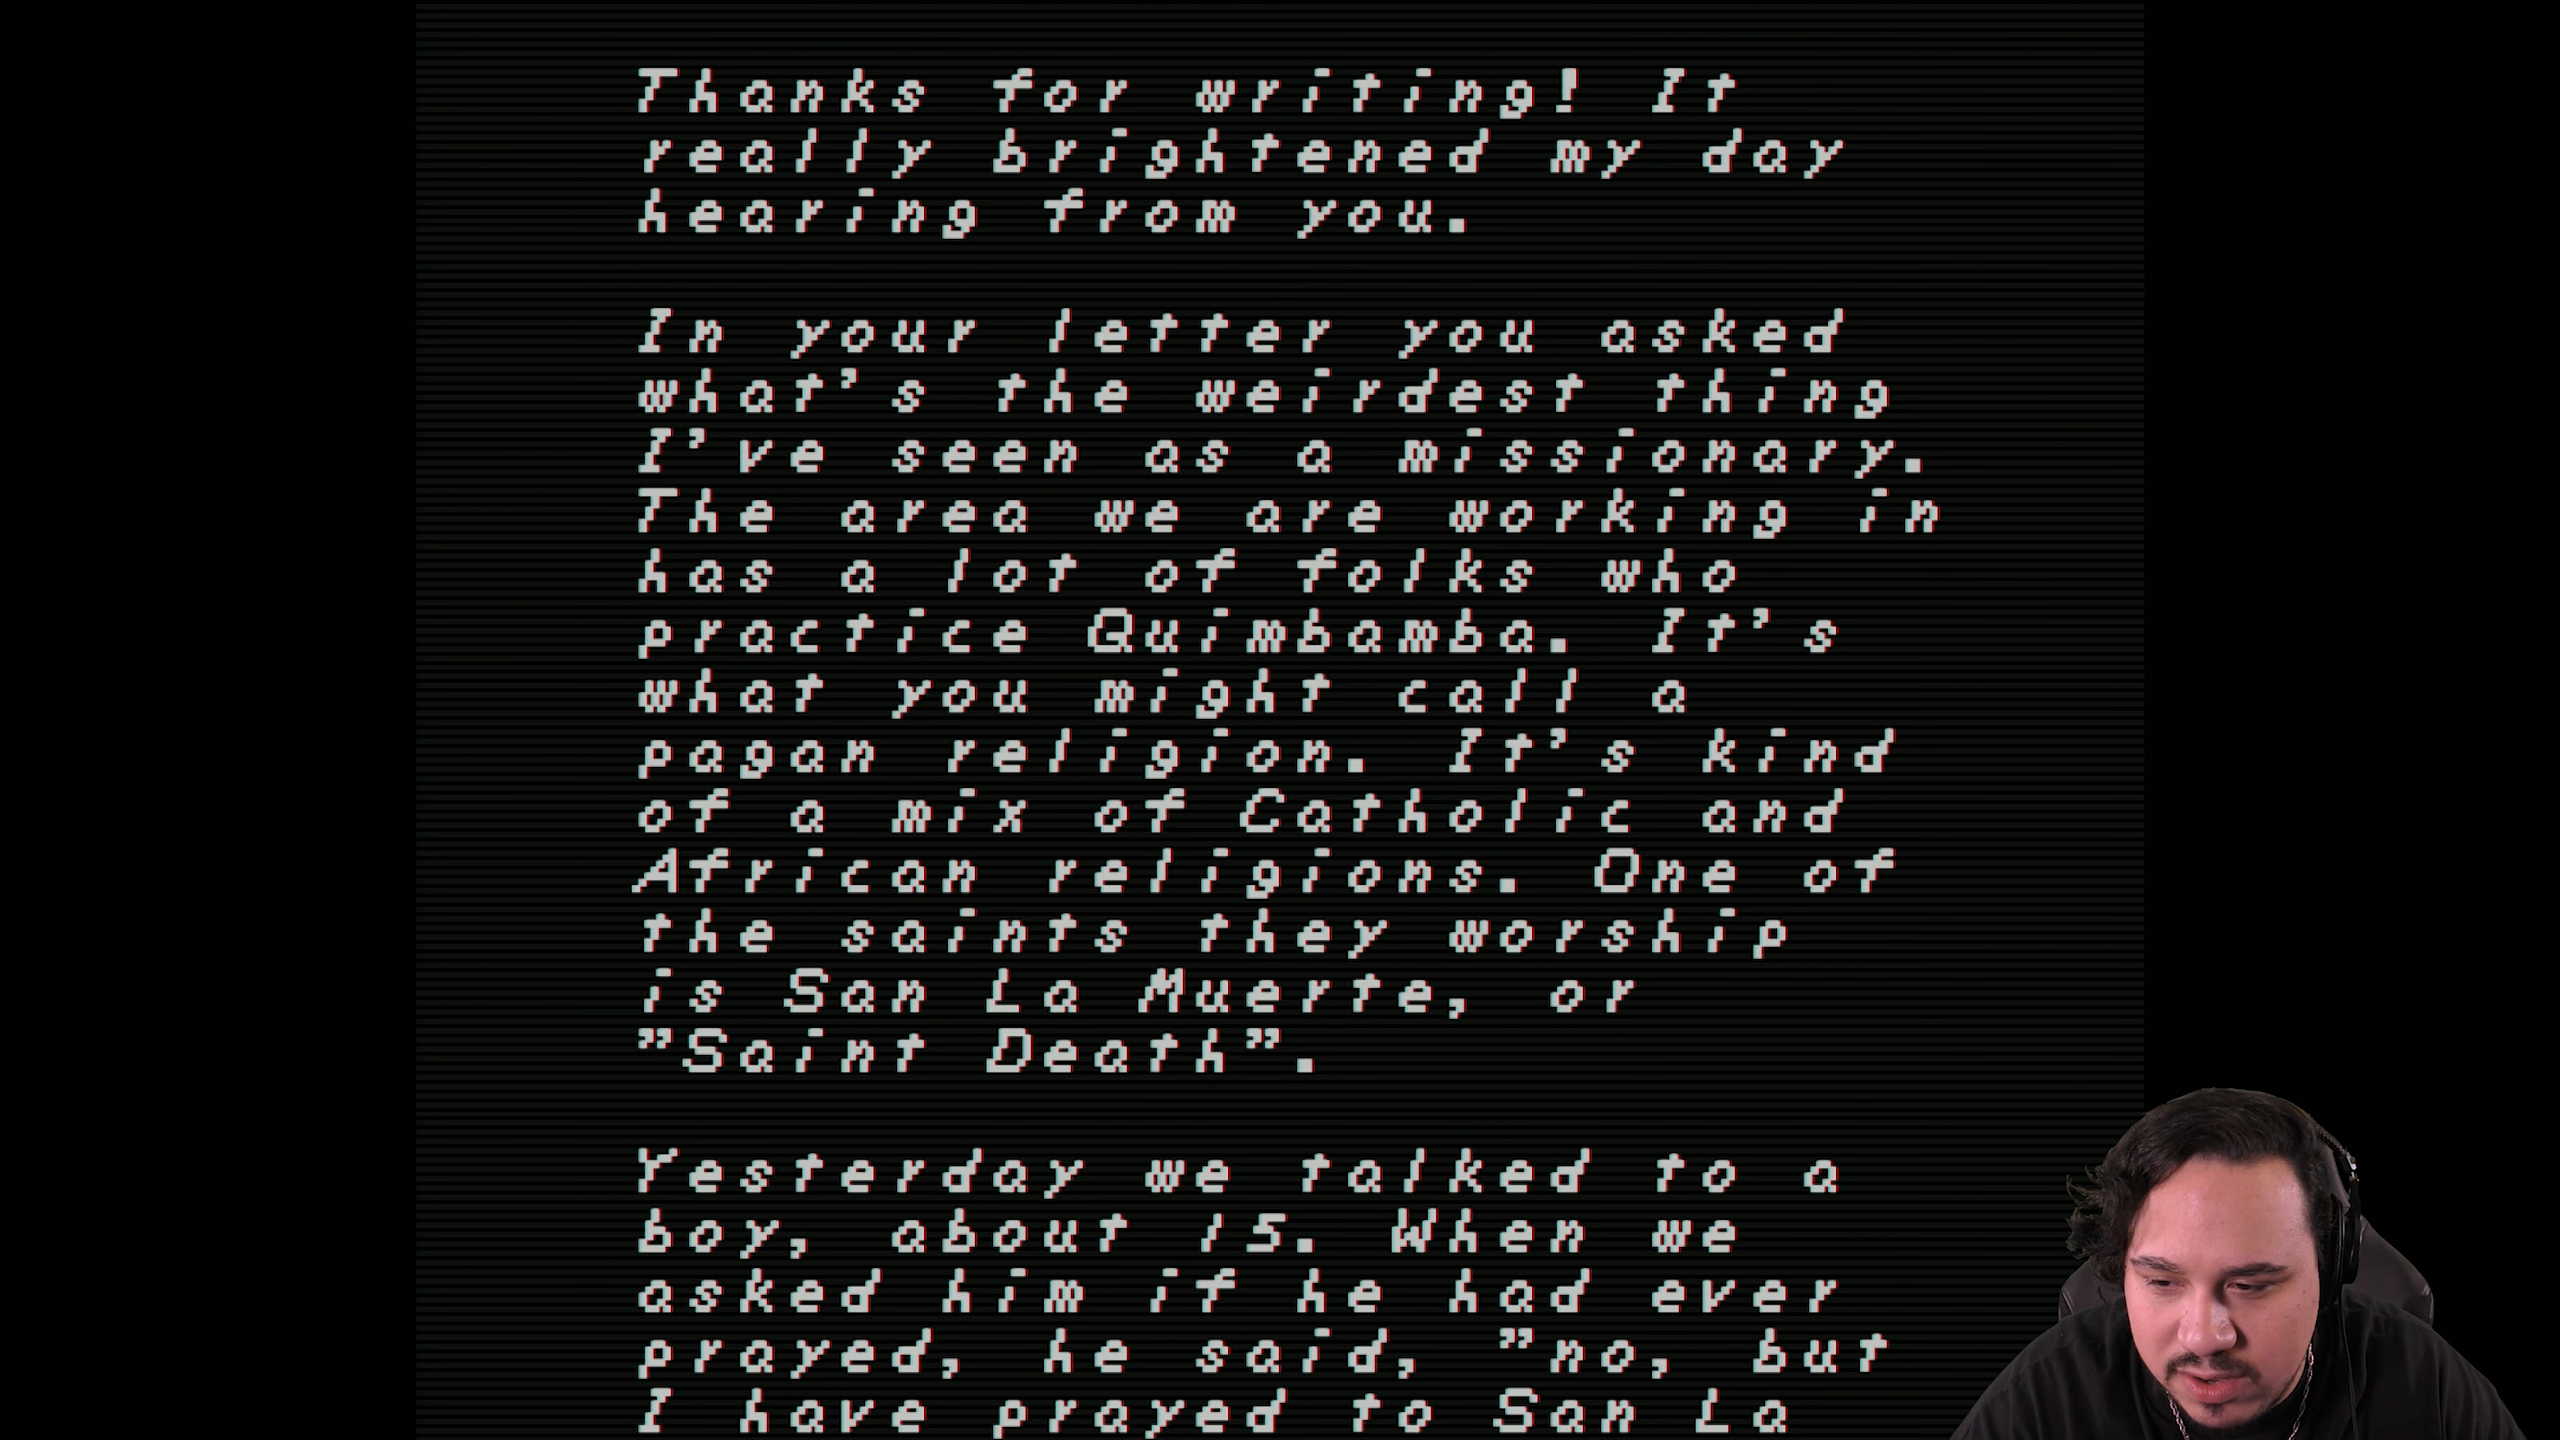 Thanks for writing! It
really brightened my day
hearing from you.
In your letter you asked
what's the weirdest thing
I've seen as a missionary.
The area we are working in
has a lot of folks who
practice Quimbamba. It's
what you might call a
pagan religion. It's kind
of a mix of Catholic and
African religions. One of
the saints they worship
is San La Muerte, or
"Saint Death".
Yesterday we talked to a
boy, about 15. When we
asked him if he had ever
prayed, he said, "no, but
I have prayed to San La